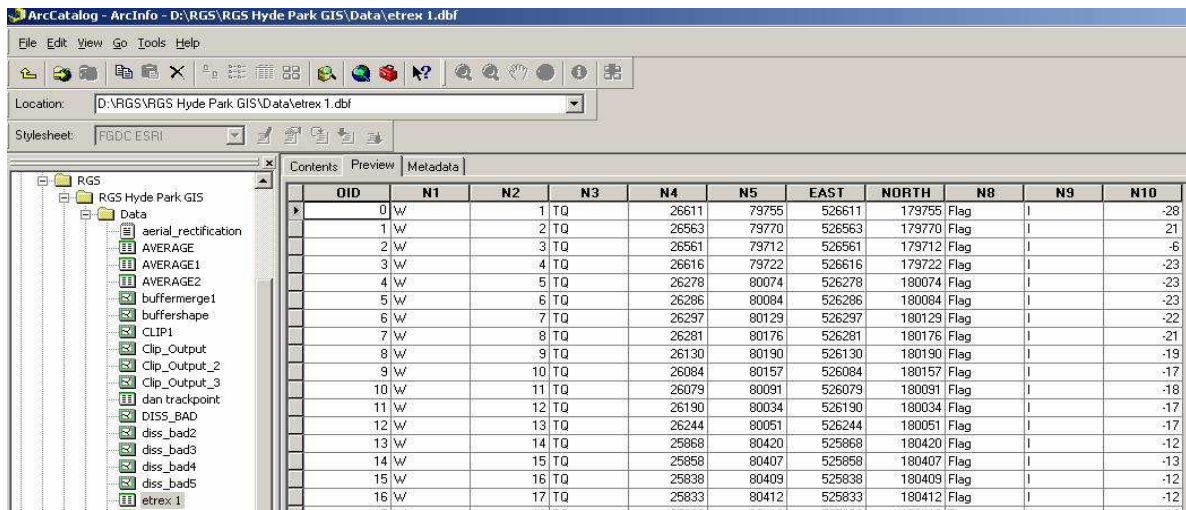 ArcCatalog - ArcInfo - D:\RGS\RGS Hyde Park GIS\Data\etrex 1.dbf
File Edit View Go Tools Help
Location: D:\RGS\RGS Hyde Park GIS\Data\etrex 1.dbf
Stylesheet: FGDC ESRI
Contents Preview Metadata
RGS
RGS Hyde Park GIS
Data
aerial_rectification
AVERAGE
AVERAGE1
AVERAGE2
buffermerge1
buffershape
CLIP1
Clip_Output
Clip_Output_2
Clip_Output_3
dan trackpoint
DISS_BAD
diss_bad2
diss_bad3
diss_bad4
diss_bad5
etrex 1
OID N1 N2 N3 N4 N5 EAST NORTH N8 N9 N10
0 W 1 TQ 26611 79755 526611 179755 Flag I -28
1 W 2 TQ 26563 79770 526563 179770 Flag I 21
2 W 3 TQ 26561 79712 526561 179712 Flag I -6
3 W 4 TQ 26616 79722 526616 179722 Flag I -23
4 W 5 TQ 26278 80074 526278 180074 Flag I -23
5 W 6 TQ 26286 80084 526286 180084 Flag I -23
6 W 7 TQ 26297 80129 526297 180129 Flag I -22
7 W 8 TQ 26281 80176 526281 180176 Flag I -21
8 W 9 TQ 26130 80190 526130 180190 Flag I -19
9 W 10 TQ 26084 80157 526084 180157 Flag I -17
10 W 11 TQ 26079 80091 526079 180091 Flag I -18
11 W 12 TQ 26190 80034 526190 180034 Flag I -17
12 W 13 TQ 26244 80051 526244 180051 Flag I -17
13 W 14 TQ 25868 80420 525868 180420 Flag I -12
14 W 15 TQ 25858 80407 525858 180407 Flag I -13
15 W 16 TQ 25838 80409 525838 180409 Flag I -12
16 W 17 TQ 25833 80412 525833 180412 Flag I -12